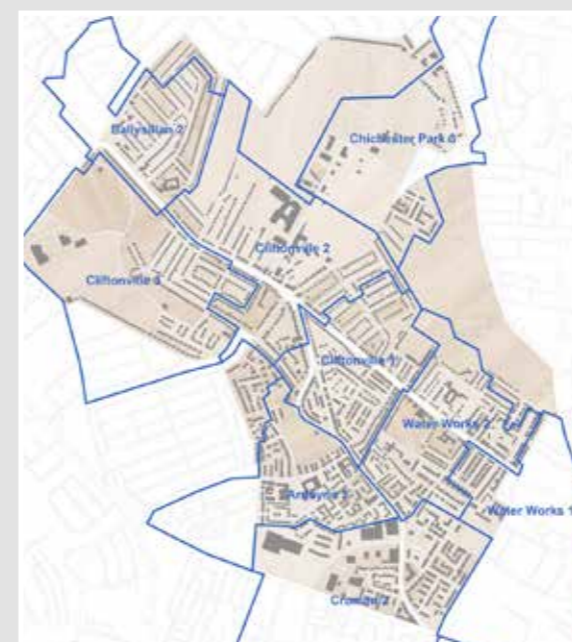 Ballysillan 2
Chichester Park 3
Cliftonville 2
Cliftonville 3
Cliftonville 1
Water Works 2
Ardoyne 3
Water Works 1
Crumlin 2